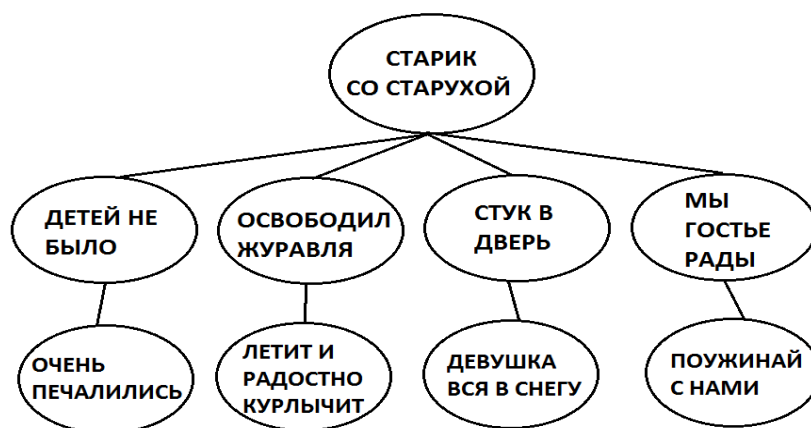 СТАРИК
СО СТАРУХОЙ
ДЕТЕЙ НЕ
БЫЛО
ОСВОБОДИЛ
ЖУРАВЛЯ
СТУК В
ДВЕРЬ
МЫ
ГОСТЬЕ
РАДЫ
ОЧЕНЬ
ПЕЧАЛИЛИСЬ
ЛЕТИТ И
РАДОСТНО
КУРЛЫЧИТ
ДЕВУШКА
ВСЯ В СНЕГУ
ПОУЖИНАЙ
С НАМИ